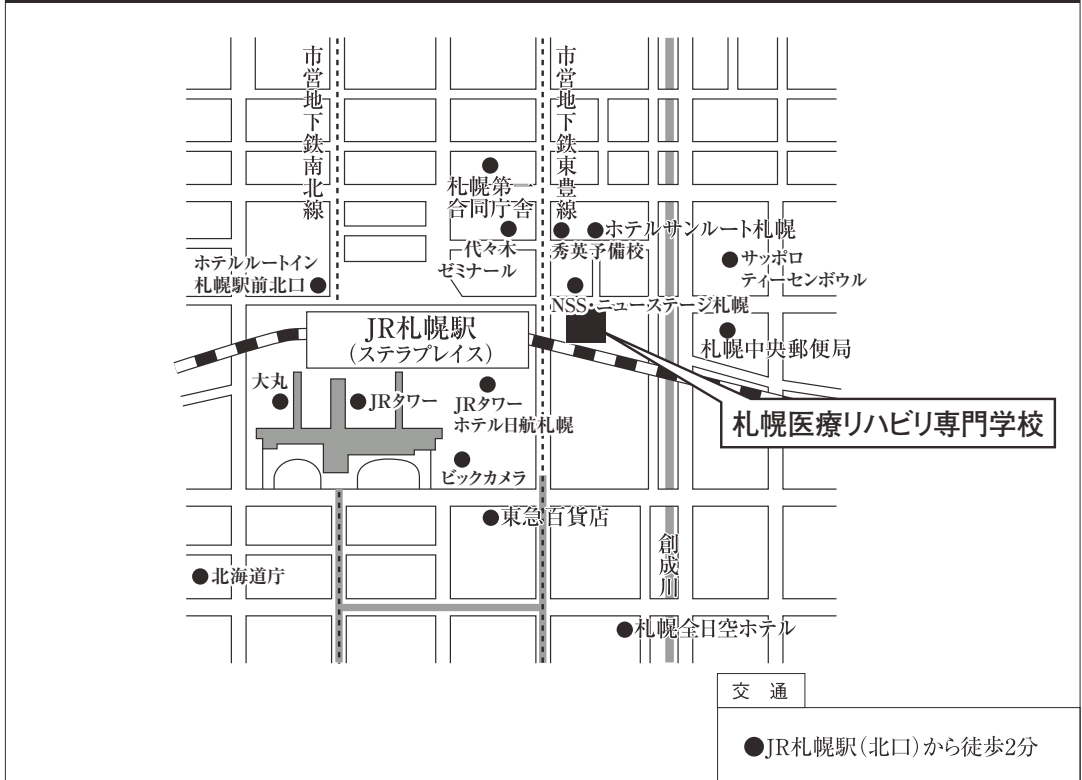 市営地下鉄南北線
市営地下鉄東豊線
札幌第一
合同庁舎
代々木
ゼミナール
ホテルサンルート札幌
秀英予備校
サッポロ
ティーセンボウル
ホテルルートイン
札幌駅前北口
NSS・ニューステージ札幌
JR札幌駅
(ステラプレイス)
札幌中央郵便局
大丸
JRタワー
JRタワー
ホテル日航札幌
札幌医療リハビリ専門学校
ビックカメラ
東急百貨店
創成川
北海道庁
札幌全日空ホテル
交 通
●JR札幌駅(北口)から徒歩2分